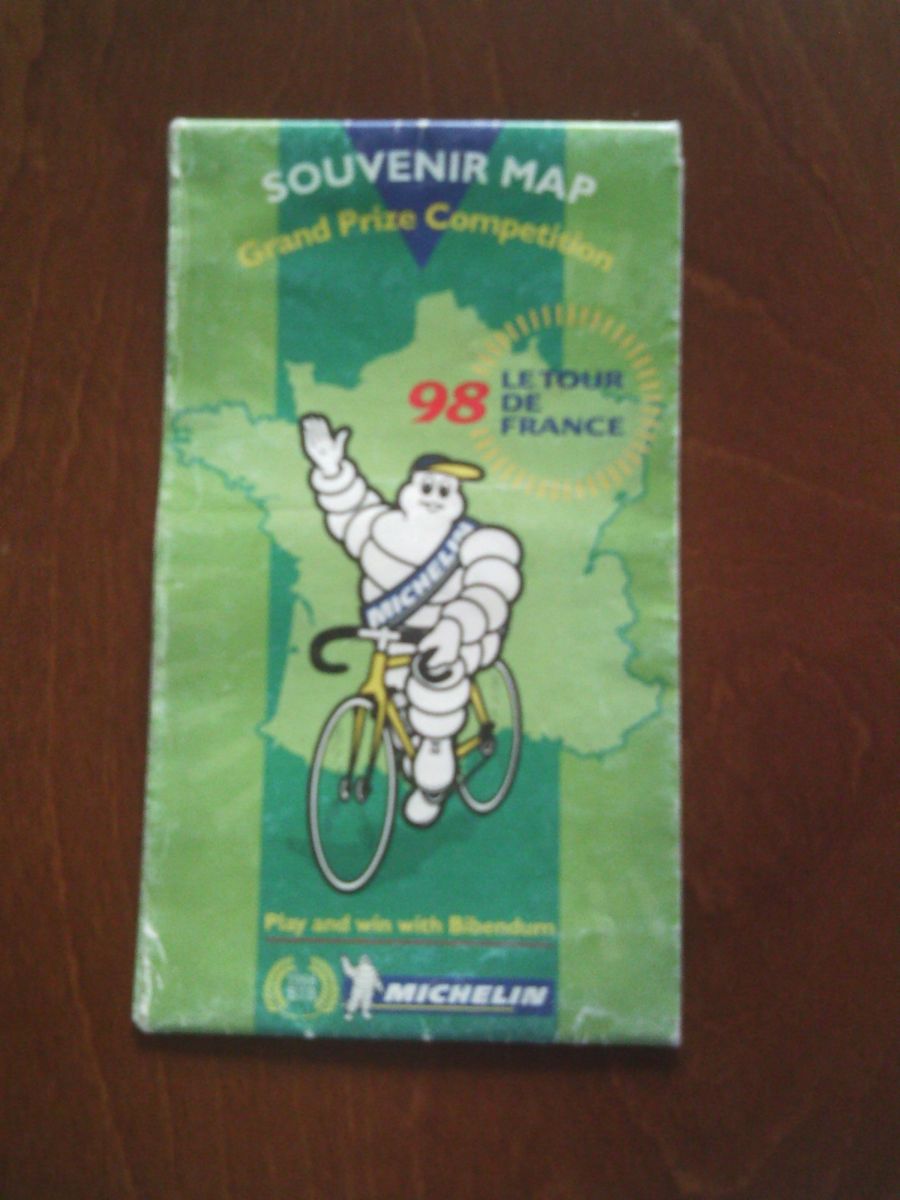 SOUVENIR MAP
Grand Prize Competition
98 LE TOUR
DE
FRANCE
MICHELIN
Play and win with Bibendum
MICHELIN